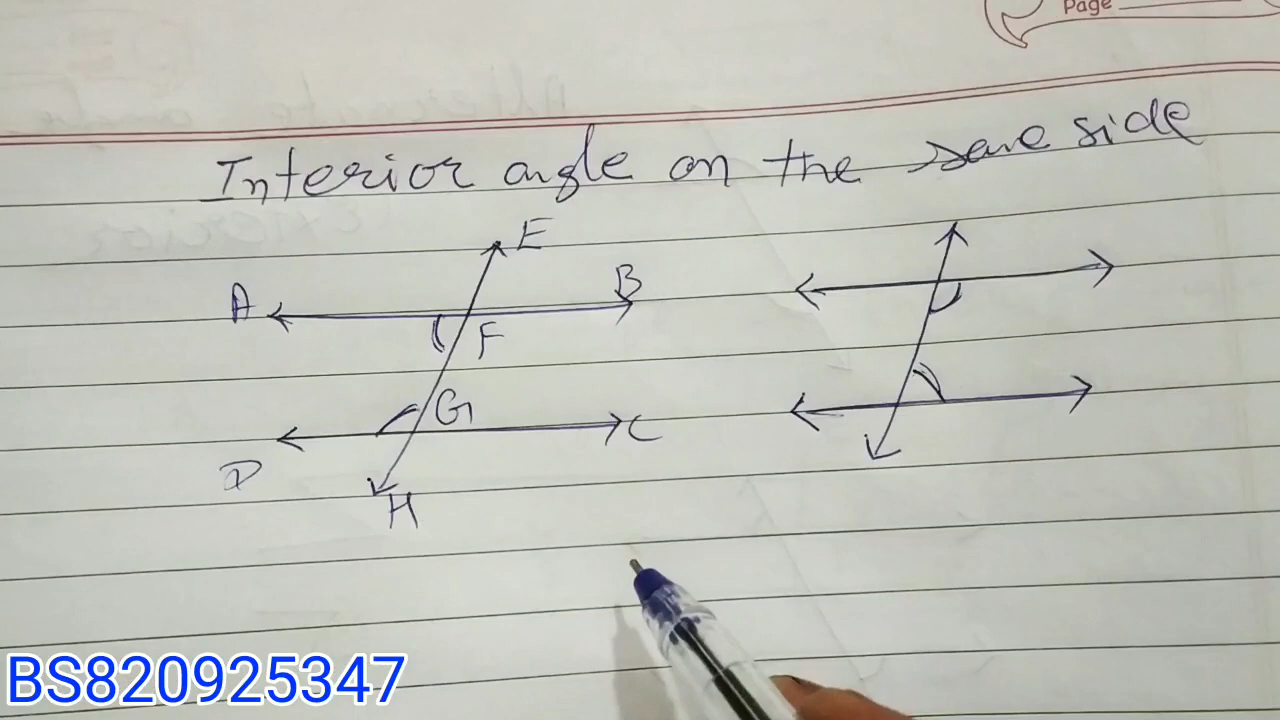 Page
Interior angle on the same side
E
A B
F
G
D C
H
BS820925347